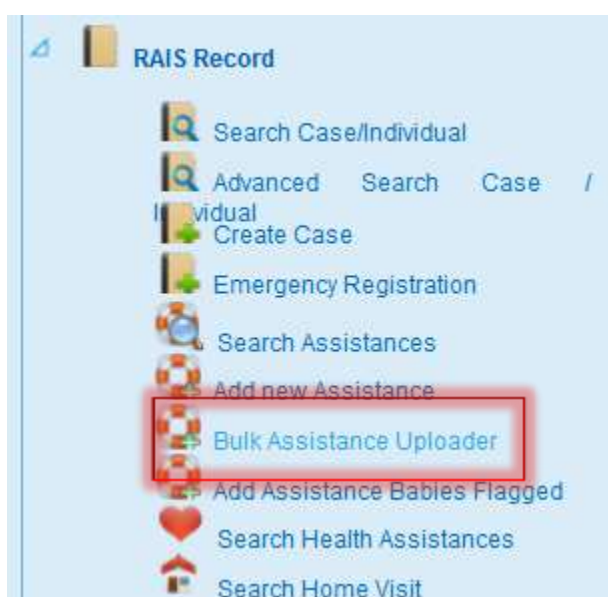 RAIS Record
Search Case/Individual
Advanced Search Case /
Individual
Create Case
Emergency Registration
Search Assistances
Add new Assistance
Bulk Assistance Uploader
Add Assistance Babies Flagged
Search Health Assistances
Search Home Visit